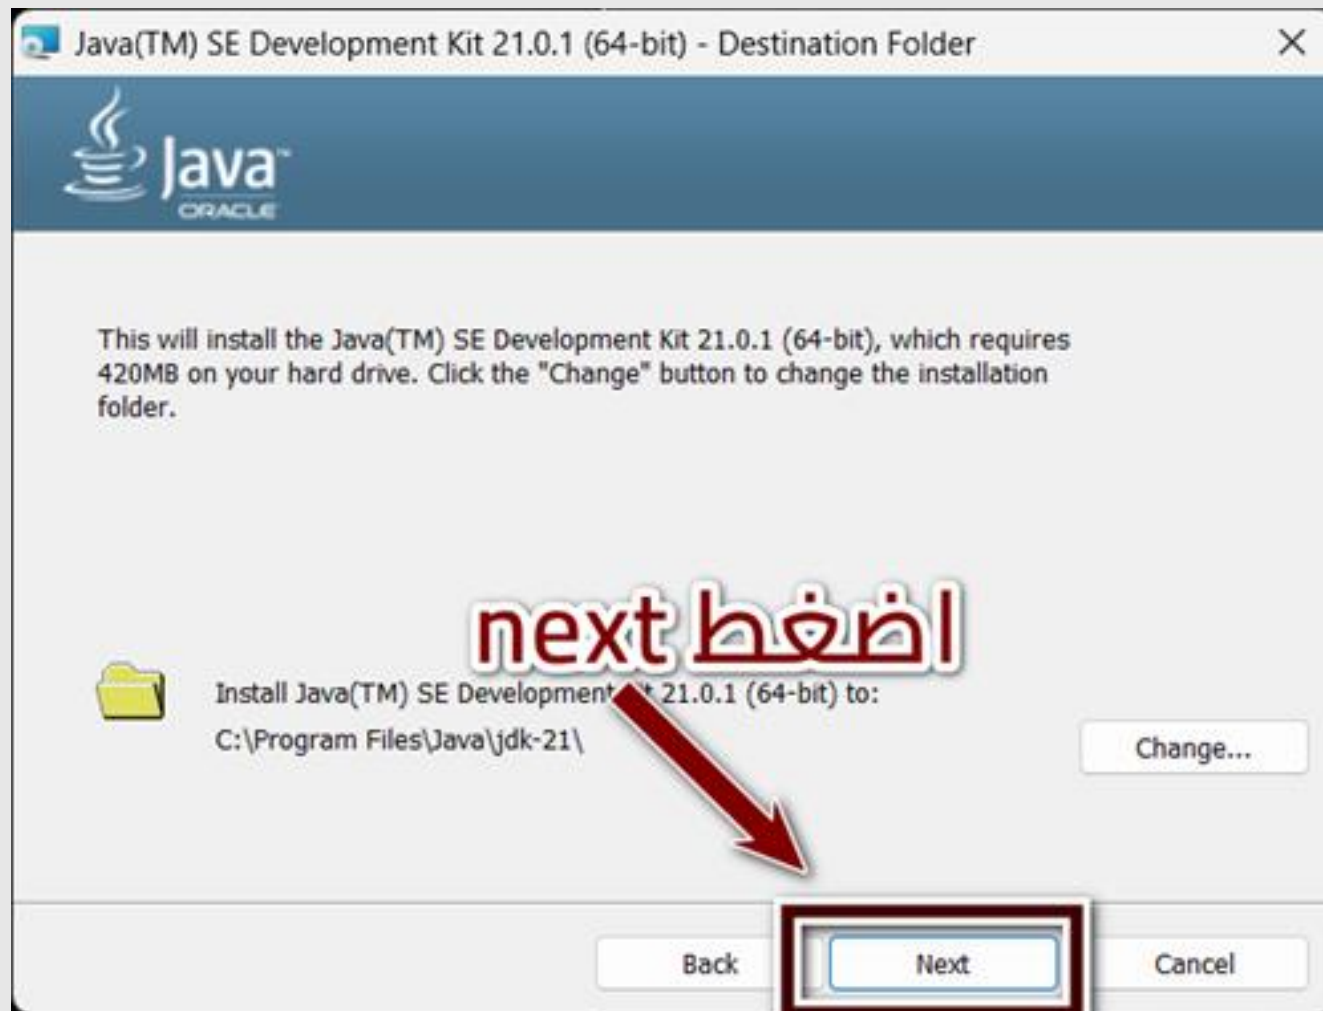 Java(TM) SE Development Kit 21.0.1 (64-bit) - Destination Folder
Java™
ORACLE
This will install the Java(TM) SE Development Kit 21.0.1 (64-bit), which requires
420MB on your hard drive. Click the "Change" button to change the installation
folder.
اضغط next
Install Java(TM) SE Development Kit 21.0.1 (64-bit) to:
C:\Program Files\Java\jdk-21\
Change...
Back
Next
Cancel